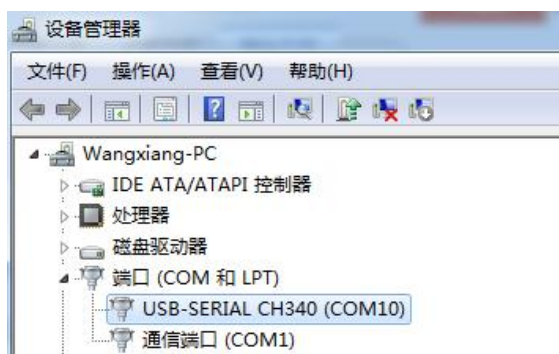 设备管理器
文件(F) 操作(A) 查看(V) 帮助(H)
Wangxiang-PC
IDE ATA/ATAPI 控制器
处理器
磁盘驱动器
端口 (COM 和 LPT)
USB-SERIAL CH340 (COM10)
通信端口 (COM1)